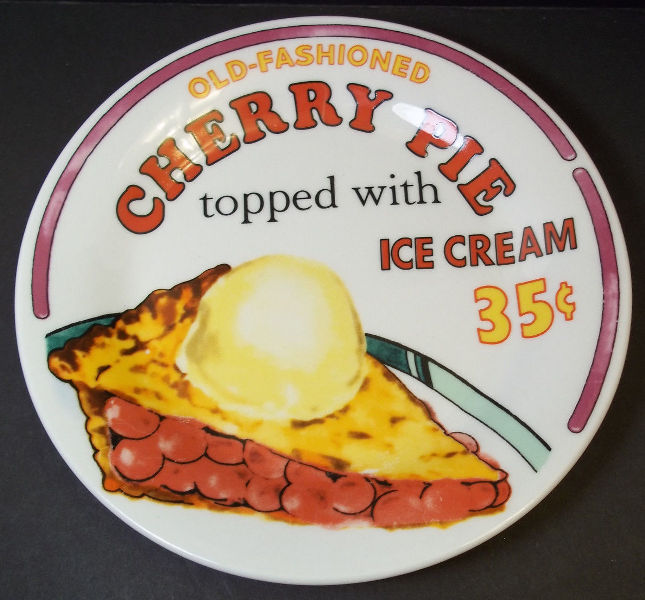 OLD-FASHIONED
CHERRY PIE
topped with
ICE CREAM
35¢